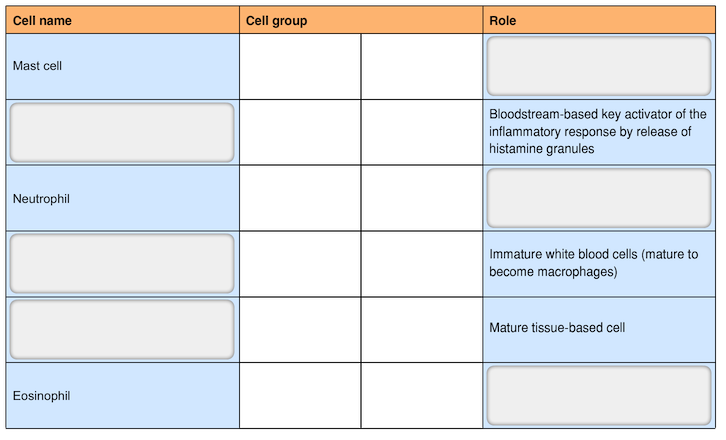 Cell name
Cell group
Role
Mast cell
Bloodstream-based key activator of the
inflammatory response by release of
histamine granules
Neutrophil
Immature white blood cells (mature to
become macrophages)
Mature tissue-based cell
Eosinophil